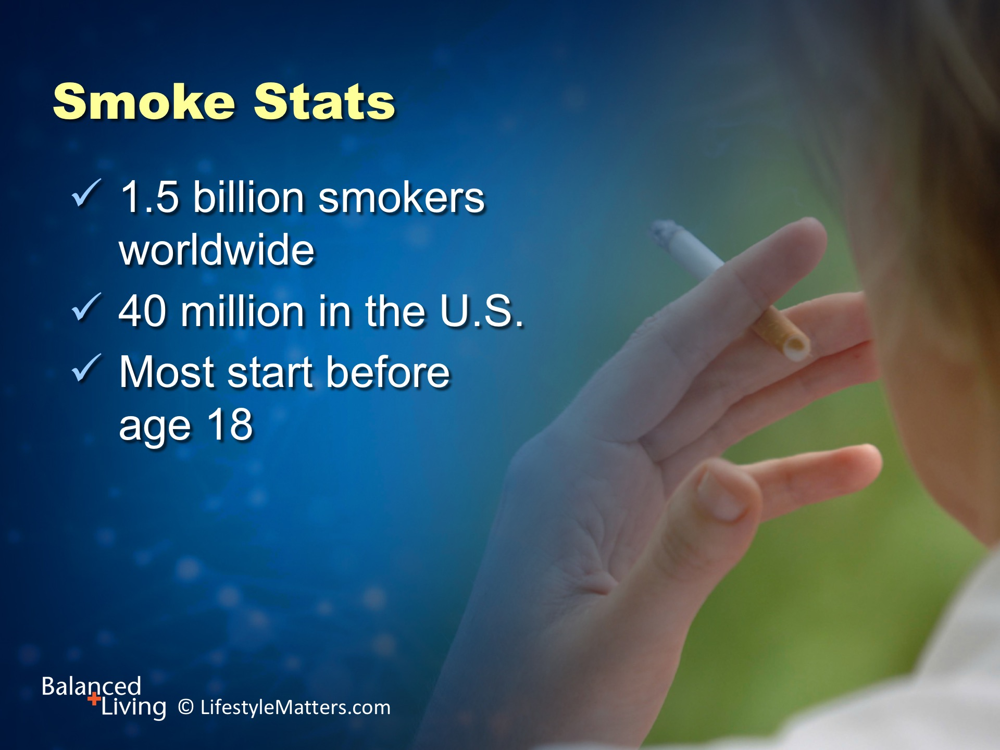 Smoke Stats
✓ 1.5 billion smokers
worldwide
✓ 40 million in the U.S.
✓ Most start before
age 18
Balanced
+Living © LifestyleMatters.com